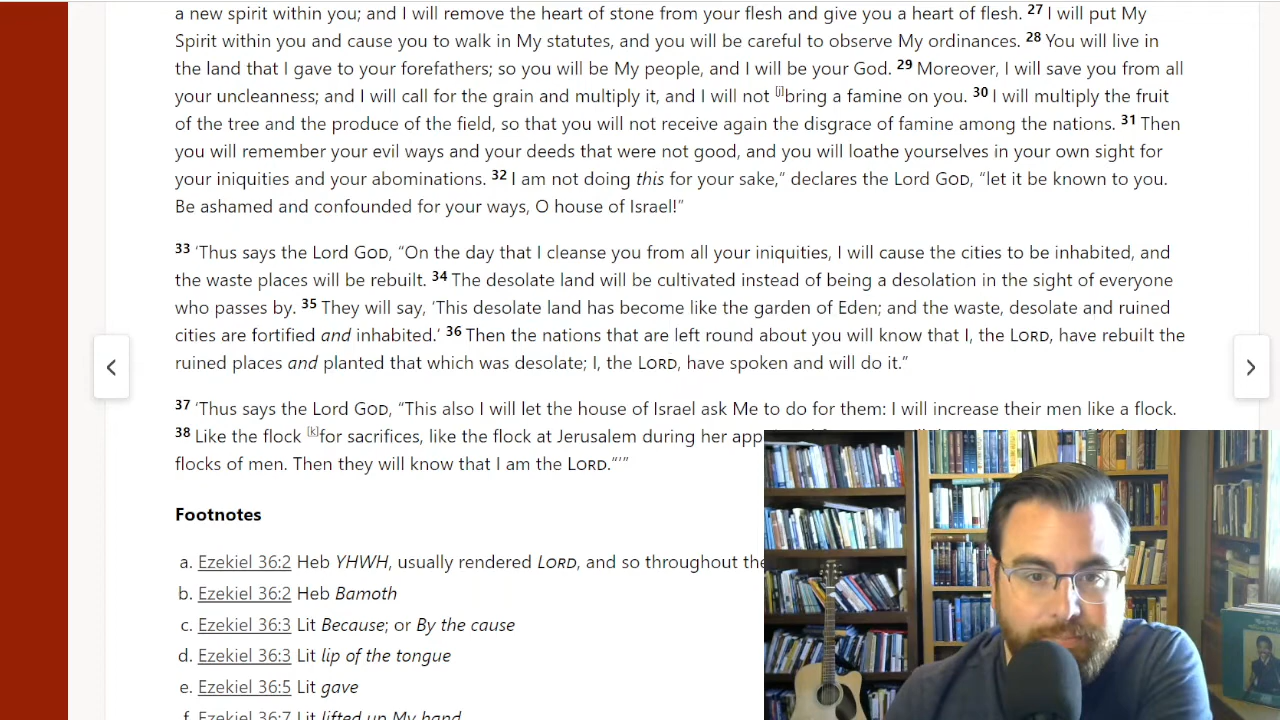 a new spirit within you; and I will remove the heart of stone from your flesh and give you a heart of flesh. 27 I will put My
Spirit within you and cause you to walk in My statutes, and you will be careful to observe My ordinances. 28 You will live in
the land that I gave to your forefathers; so you will be My people, and I will be your God. 29 Moreover, I will save you from all
your uncleanness; and I will call for the grain and multiply it, and I will not [j]bring a famine on you. 30 I will multiply the fruit
of the tree and the produce of the field, so that you will not receive again the disgrace of famine among the nations. 31 Then
you will remember your evil ways and your deeds that were not good, and you will loathe yourselves in your own sight for
your iniquities and your abominations. 32 I am not doing this for your sake,” declares the Lord GOD, “let it be known to you.
Be ashamed and confounded for your ways, O house of Israel!”
33 ‘Thus says the Lord GOD, “On the day that I cleanse you from all your iniquities, I will cause the cities to be inhabited, and
the waste places will be rebuilt. 34 The desolate land will be cultivated instead of being a desolation in the sight of everyone
who passes by. 35 They will say, ‘This desolate land has become like the garden of Eden; and the waste, desolate and ruined
cities are fortified and inhabited.’ 36 Then the nations that are left round about you will know that I, the LORD, have rebuilt the
ruined places and planted that which was desolate; I, the LORD, have spoken and will do it.”
37 ‘Thus says the Lord GOD, “This also I will let the house of Israel ask Me to do for them: I will increase their men like a flock.
38 Like the flock [k]for sacrifices, like the flock at Jerusalem during her app
flocks of men. Then they will know that I am the LORD.”’”
Footnotes
a. Ezekiel 36:2 Heb YHWH, usually rendered LORD, and so throughout the
b. Ezekiel 36:2 Heb Bamoth
c. Ezekiel 36:3 Lit Because; or By the cause
d. Ezekiel 36:3 Lit lip of the tongue
e. Ezekiel 36:5 Lit gave
f. Ezekiel 36:7 Lit lifted up My hand